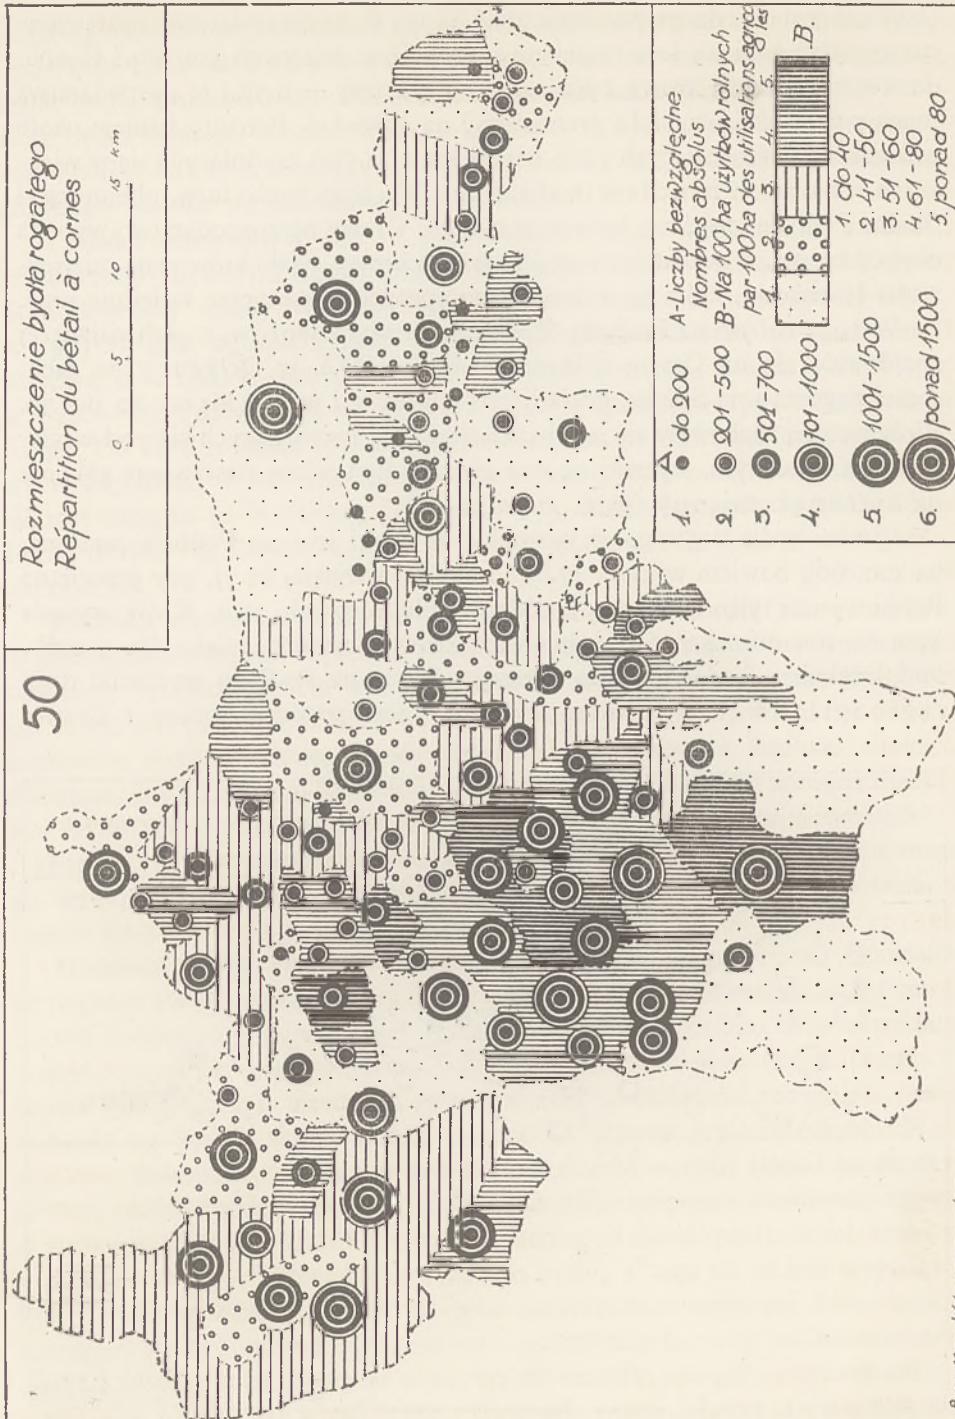 50
Rozmieszczenie bydła rogatego
Répartition du bétail à cornes
0 5 10 15 km
A-Liczby bezwzględne
Nombres absolus
B-Na 100 ha użytków rolnych
par 100 ha des utilisations agricoles
A
1. do 200
2. 201-500
3. 501-700
4. 701-1000
5. 1001-1500
6. ponad 1500
1. 2. 3. 4. 5. B.
1. do 40
2. 41-50
3. 51-60
4. 61-80
5. ponad 80